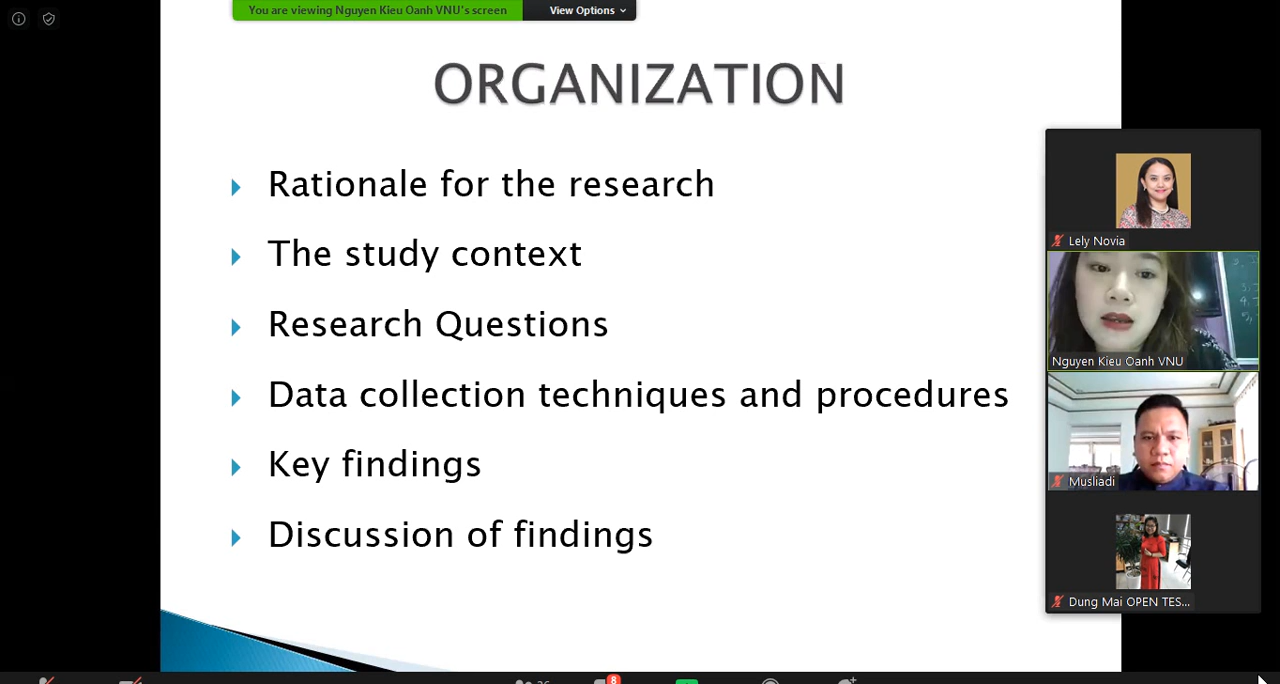 You are viewing Nguyen Kieu Oanh VNU's screen
View Options
ORGANIZATION
Rationale for the research
The study context
Research Questions
Data collection techniques and procedures
Key findings
Discussion of findings
Lely Novia
Nguyen Kieu Oanh VNU
Musliadi
Dung Mai OPEN TES...
8